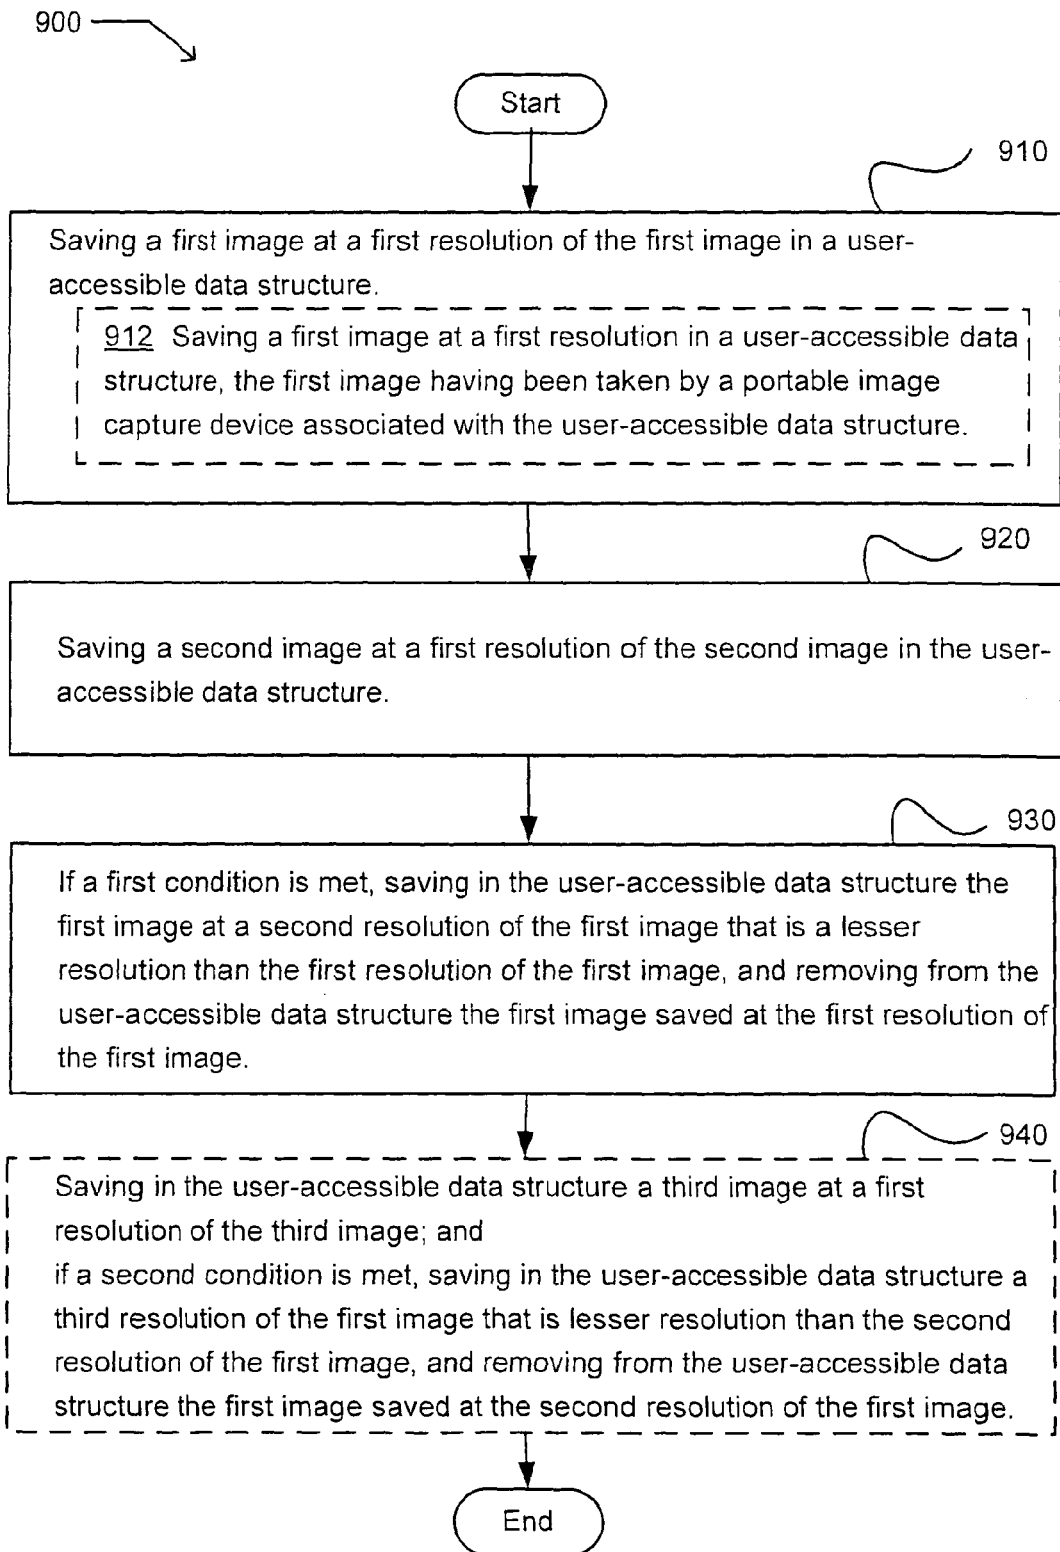 900
Start
910
Saving a first image at a first resolution of the first image in a user-
accessible data structure.
912 Saving a first image at a first resolution in a user-accessible data
structure, the first image having been taken by a portable image
capture device associated with the user-accessible data structure.
920
Saving a second image at a first resolution of the second image in the user-
accessible data structure.
930
If a first condition is met, saving in the user-accessible data structure the
first image at a second resolution of the first image that is a lesser
resolution than the first resolution of the first image, and removing from the
user-accessible data structure the first image saved at the first resolution of
the first image.
940
Saving in the user-accessible data structure a third image at a first
resolution of the third image; and
if a second condition is met, saving in the user-accessible data structure a
third resolution of the first image that is lesser resolution than the second
resolution of the first image, and removing from the user-accessible data
structure the first image saved at the second resolution of the first image.
End